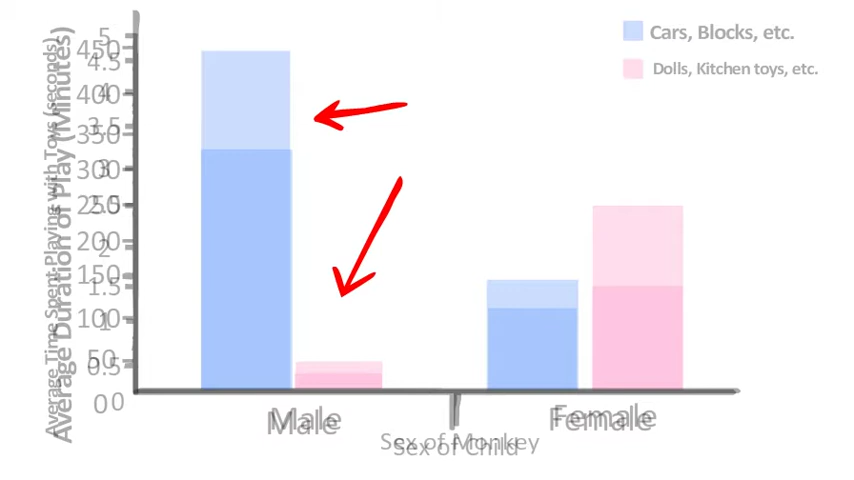 Cars, Blocks, etc.
Dolls, Kitchen toys, etc.
Average Time Spent Playing with Toys (seconds)
Average Duration of Play (Minutes)
5
450
4.5
4
400
3.5
350
3
300
2.5
250
200
2
150
1.5
100
1
50
0.5
0
0
Male
Male
Female
Female
Sex of Monkey
Sex of Child